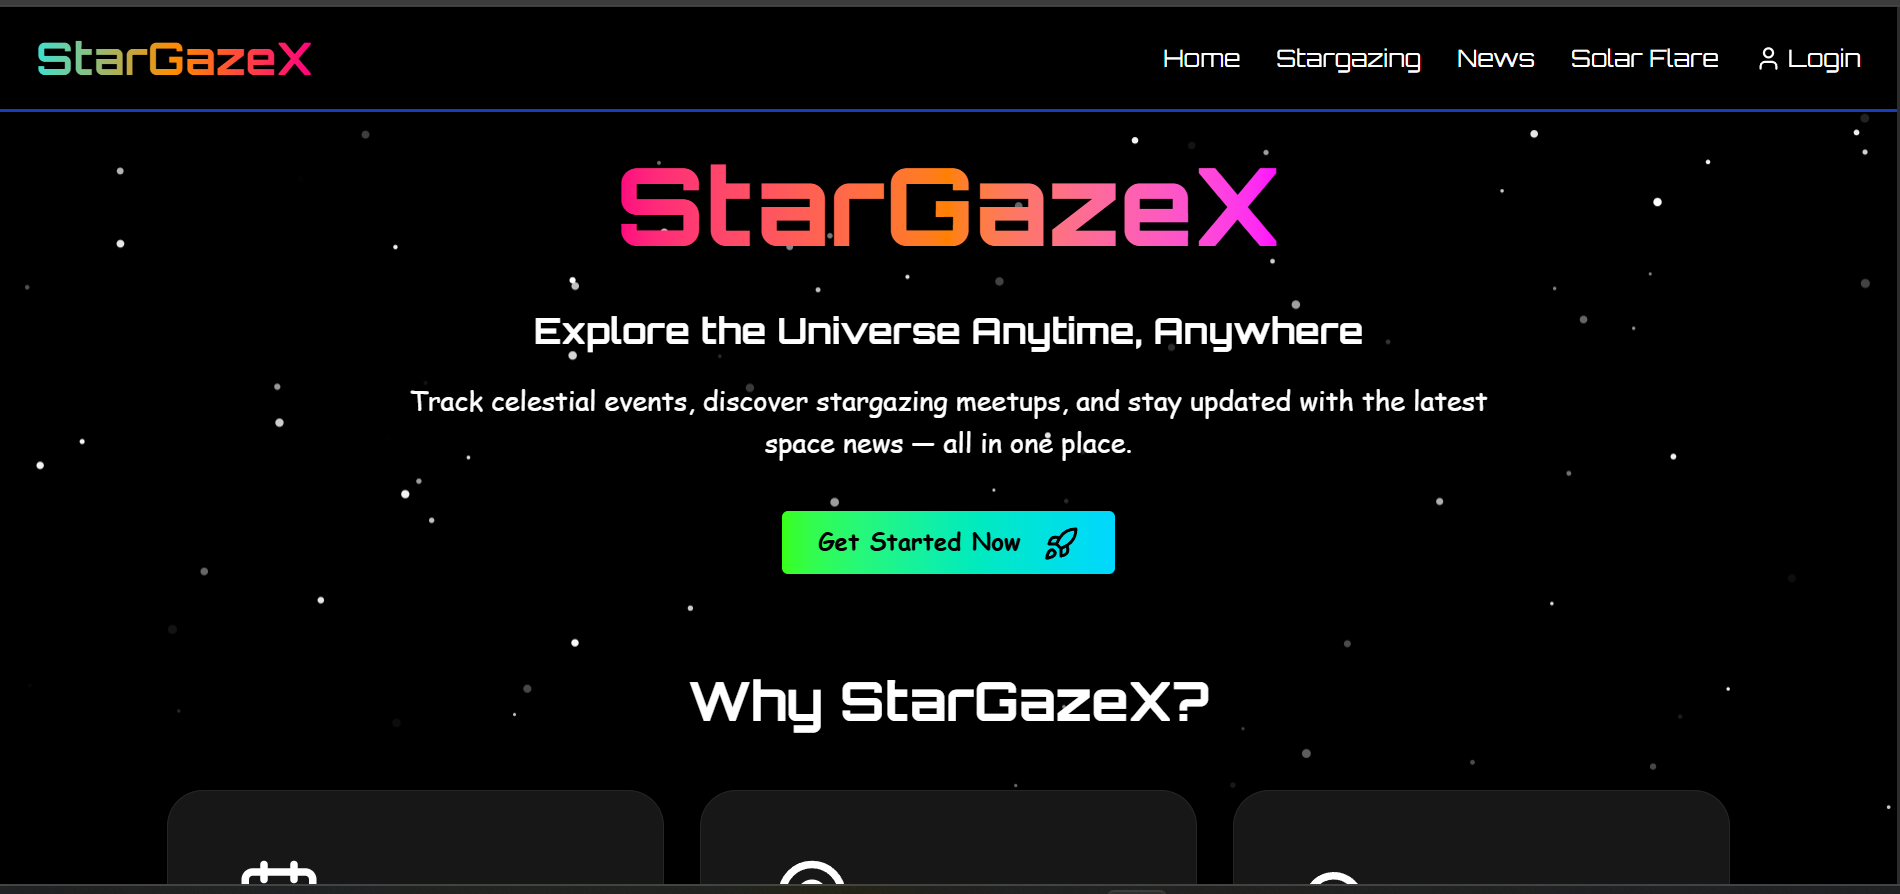 StarGazeX
Home Stargazing News Solar Flare Login
StarGazeX
Explore the Universe Anytime, Anywhere
Track celestial events, discover stargazing meetups, and stay updated with the latest
space news — all in one place.
Get Started Now
Why StarGazeX?